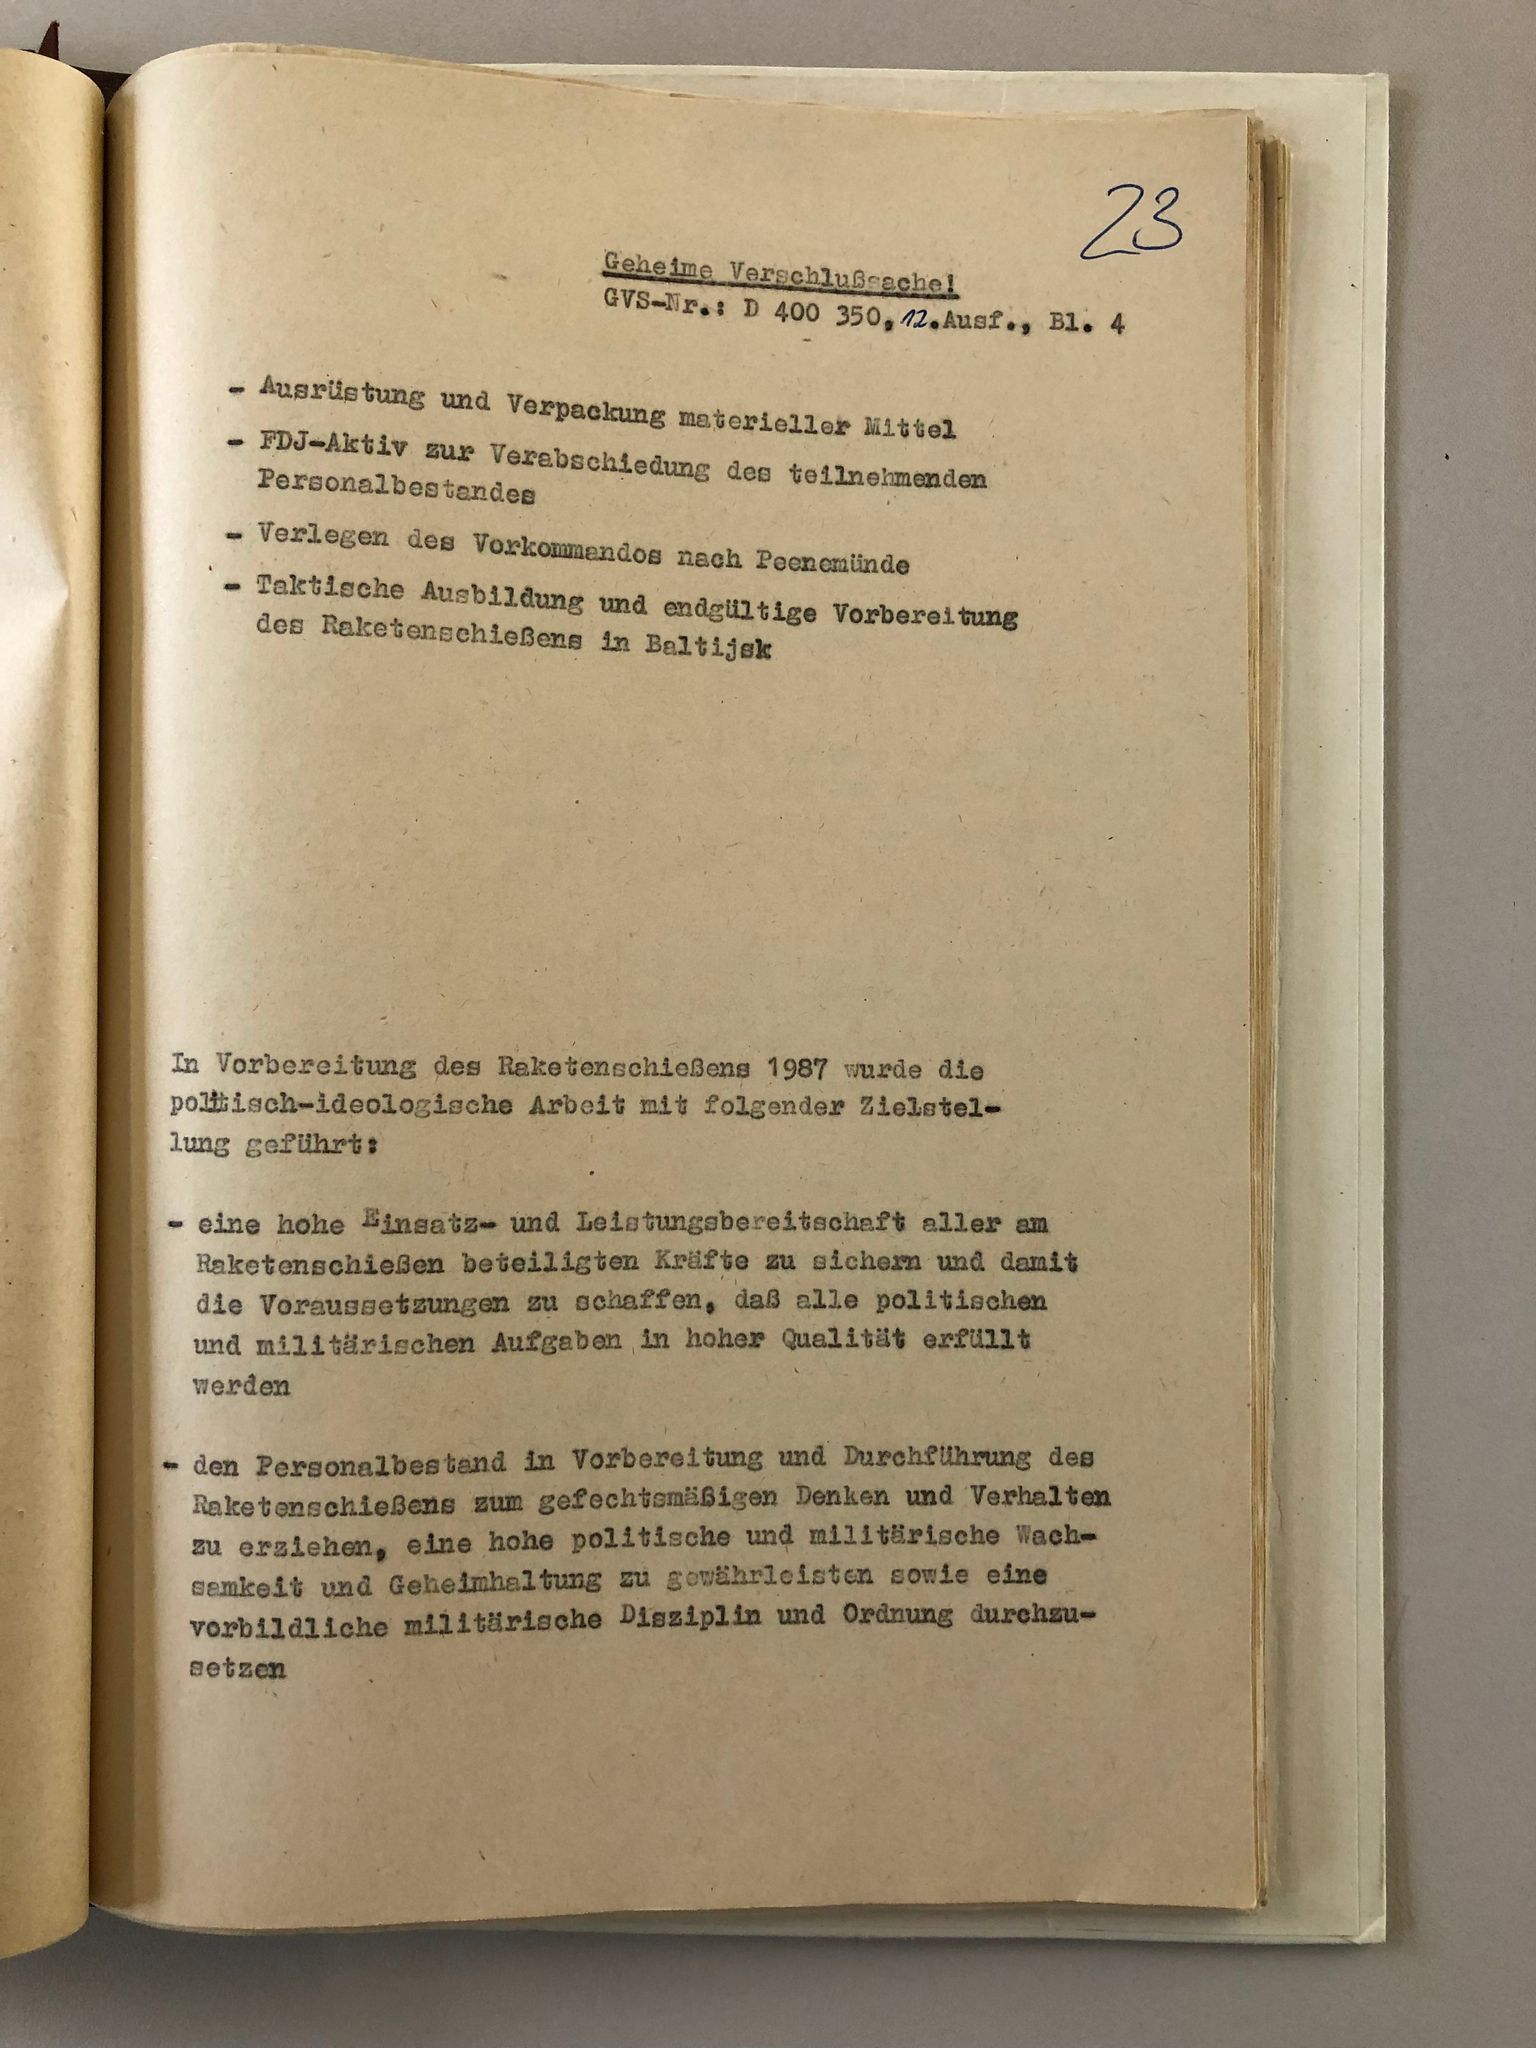 23
Geheime Verschlußsache!
GVS-Nr.: D 400 350, 12. Ausf., Bl. 4
- Ausrüstung und Verpackung materieller Mittel
- FDJ-Aktiv zur Verabschiedung des teilnehmenden
Personalbestandes
- Verlegen des Vorkommandos nach Peenemünde
- Taktische Ausbildung und endgültige Vorbereitung
des Raketenschießens in Baltijsk
In Vorbereitung des Raketenschießens 1987 wurde die
politisch-ideologische Arbeit mit folgender Zielstel-
lung geführt:
- eine hohe Einsatz- und Leistungsbereitschaft aller am
Raketenschießen beteiligten Kräfte zu sichern und damit
die Voraussetzungen zu schaffen, daß alle politischen
und militärischen Aufgaben in hoher Qualität erfüllt
werden
- den Personalbestand in Vorbereitung und Durchführung des
Raketenschießens zum gefechtsmäßigen Denken und Verhalten
zu erziehen, eine hohe politische und militärische Wach-
samkeit und Geheimhaltung zu gewährleisten sowie eine
vorbildliche militärische Disziplin und Ordnung durchzu-
setzen